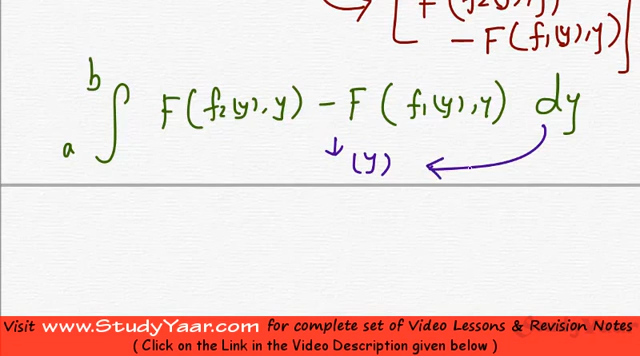 [ F(f₂(y), y)
− F(f₁(y), y) ]
b
∫ F(f₂(y), y) − F(f₁(y), y) dy
a
↓ (y) ←
Visit www.StudyYaar.com for complete set of Video Lessons & Revision Notes
( Click on the Link in the Video Description given below )